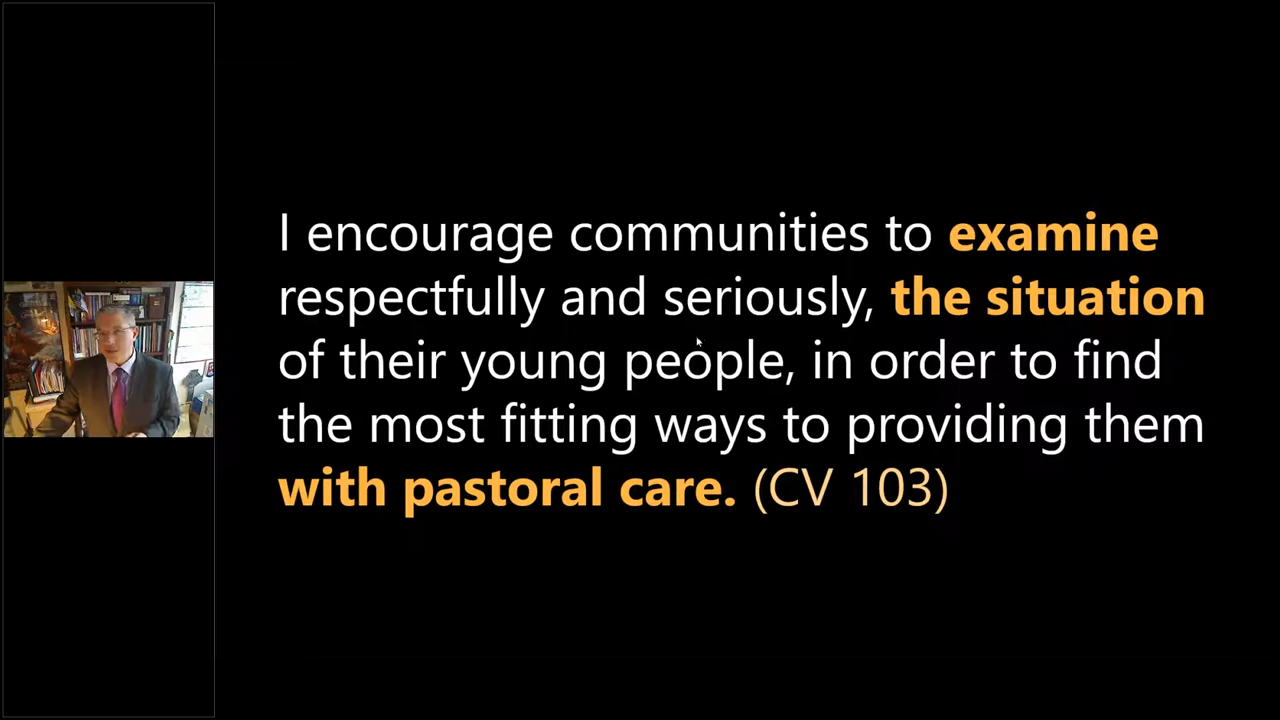 I encourage communities to examine
respectfully and seriously, the situation
of their young people, in order to find
the most fitting ways to providing them
with pastoral care. (CV 103)